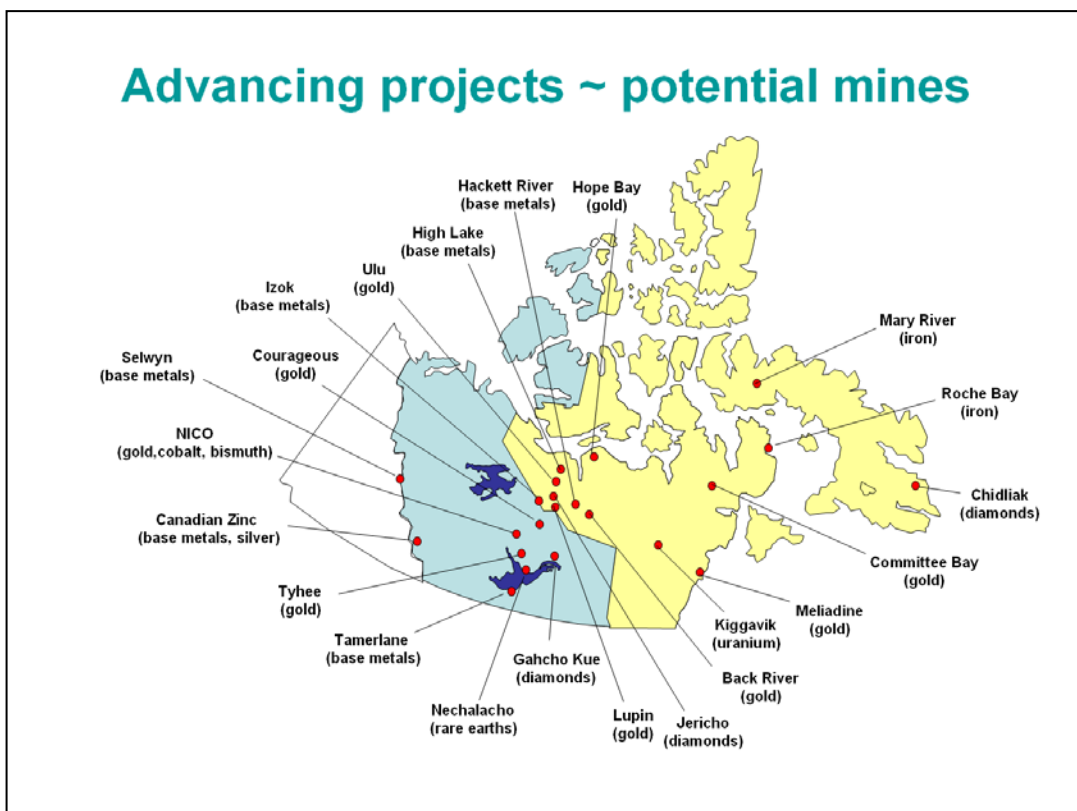 Advancing projects ~ potential mines
Hackett River
(base metals)
Hope Bay
(gold)
High Lake
(base metals)
Ulu
(gold)
Izok
(base metals)
Courageous
(gold)
Selwyn
(base metals)
NICO
(gold,cobalt, bismuth)
Canadian Zinc
(base metals, silver)
Tyhee
(gold)
Tamerlane
(base metals)
Nechalacho
(rare earths)
Gahcho Kue
(diamonds)
Lupin
(gold)
Jericho
(diamonds)
Back River
(gold)
Kiggavik
(uranium)
Meliadine
(gold)
Committee Bay
(gold)
Chidliak
(diamonds)
Roche Bay
(iron)
Mary River
(iron)